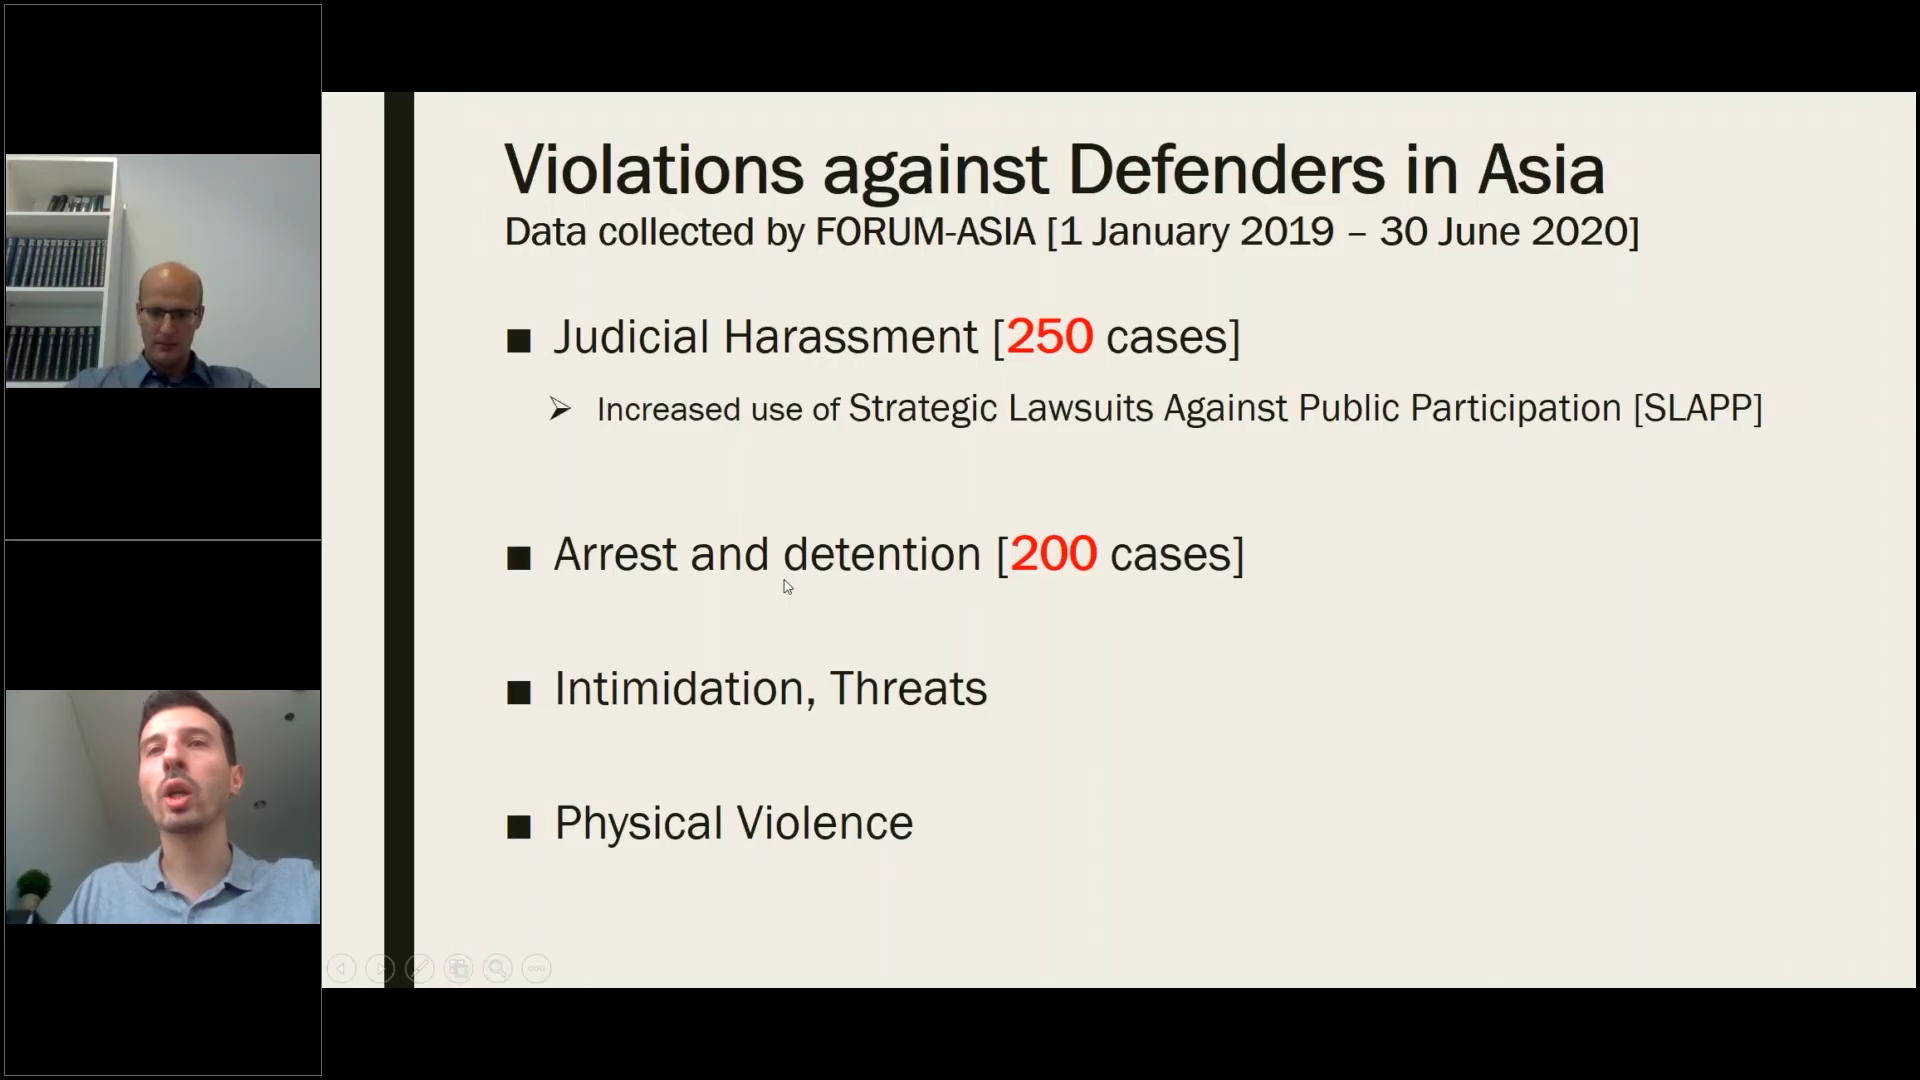 Violations against Defenders in Asia
Data collected by FORUM-ASIA [1 January 2019 – 30 June 2020]
■ Judicial Harassment [250 cases]
➢ Increased use of Strategic Lawsuits Against Public Participation [SLAPP]
■ Arrest and detention [200 cases]
■ Intimidation, Threats
■ Physical Violence